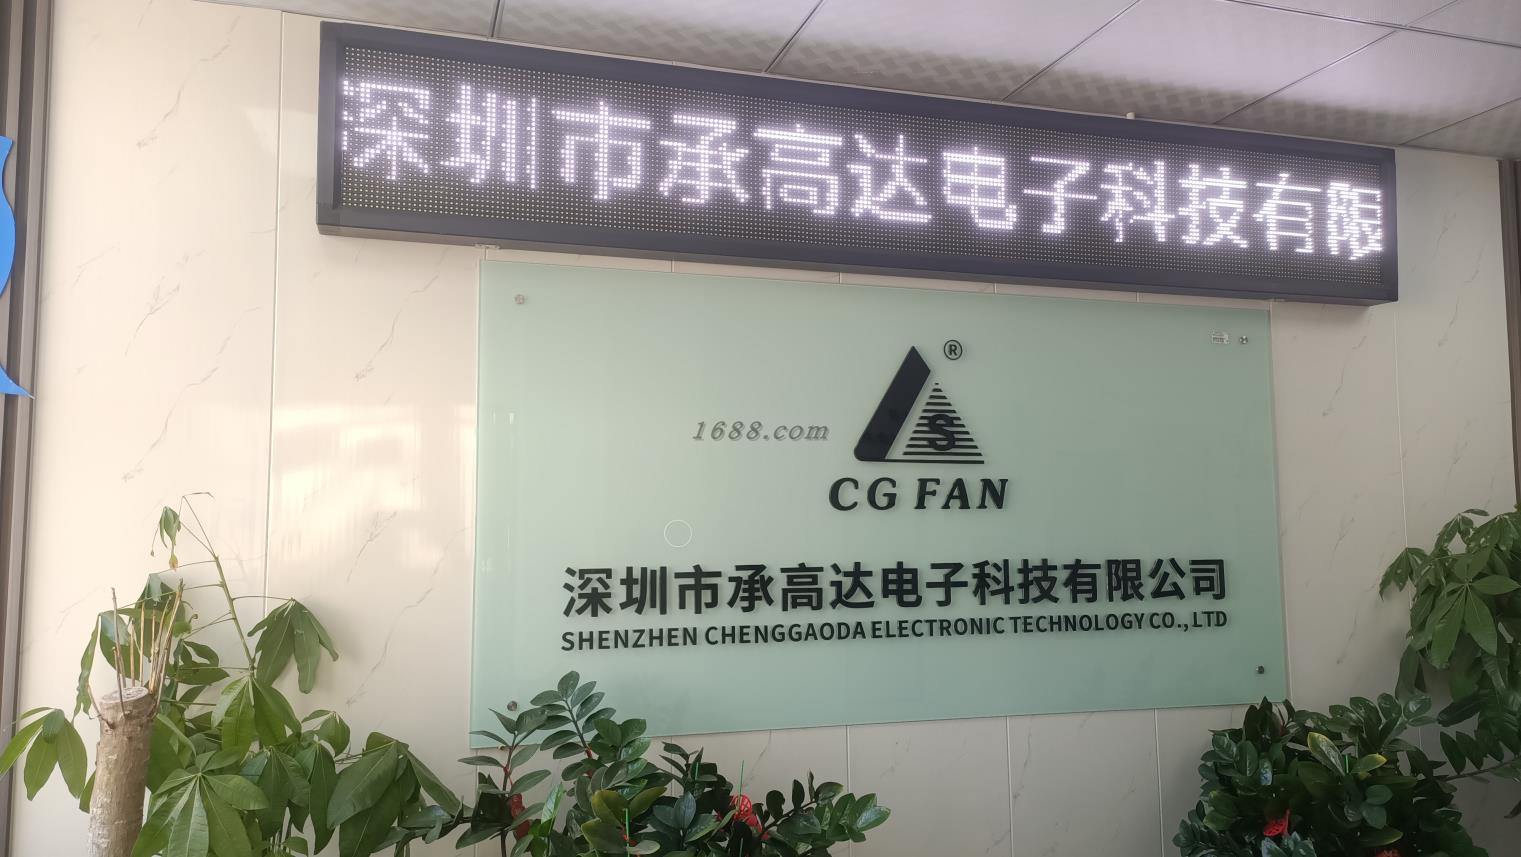 深圳市承高达电子科技有限
®
S
1688.com
CG FAN
深圳市承高达电子科技有限公司
SHENZHEN CHENGGAODA ELECTRONIC TECHNOLOGY CO., LTD